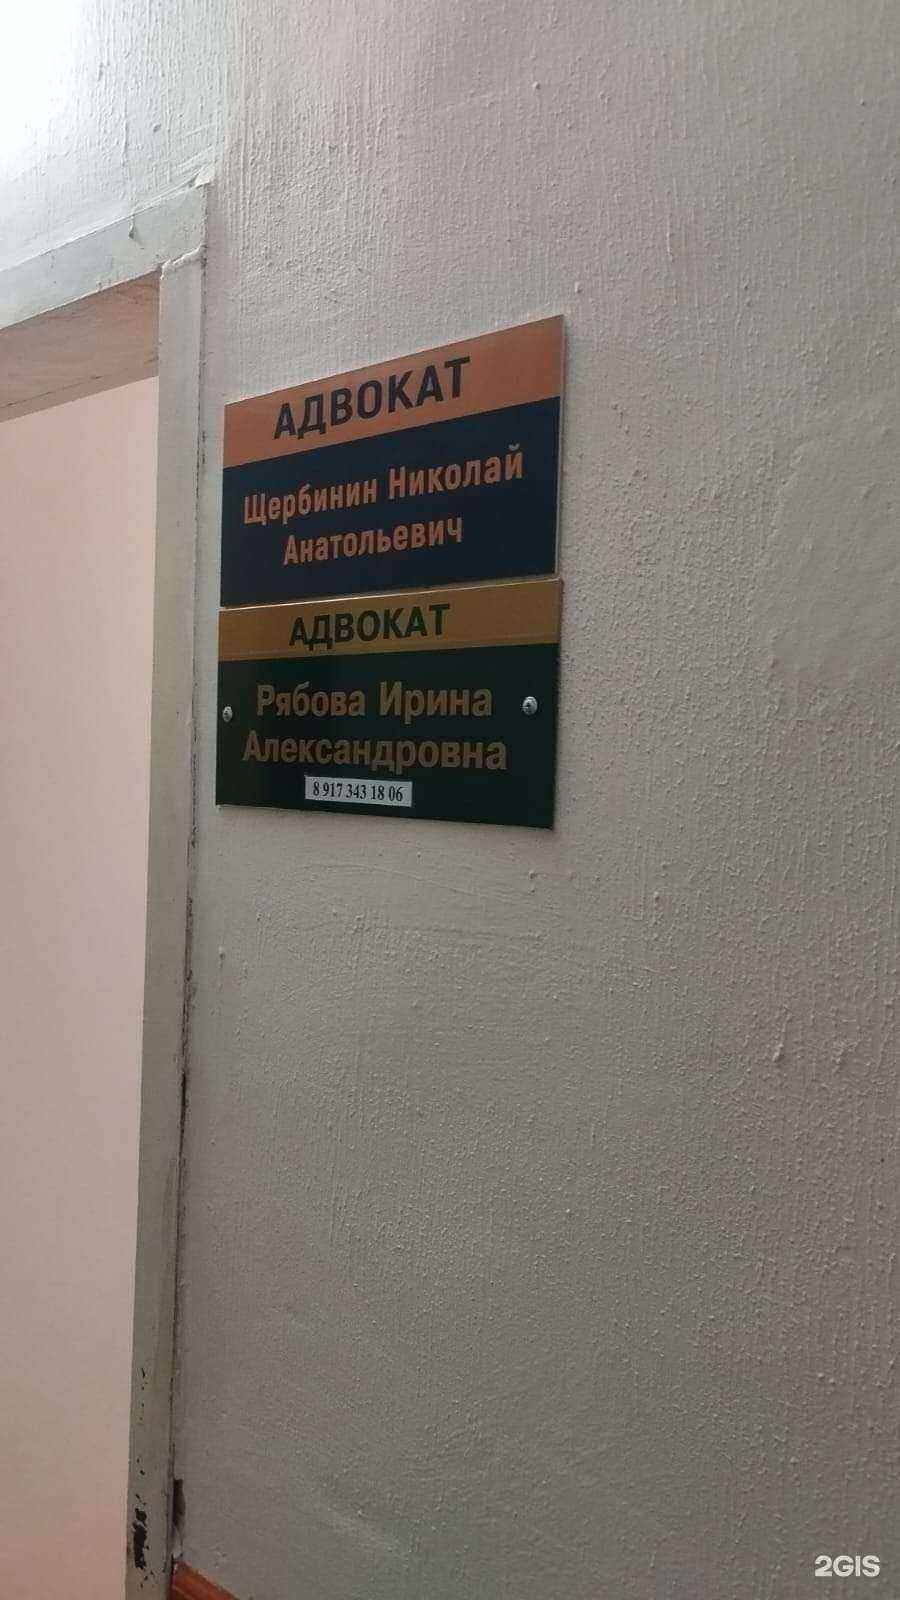 АДВОКАТ
Щербинин Николай
Анатольевич
АДВОКАТ
Рябова Ирина
Александровна
8 917 343 18 06
2GIS